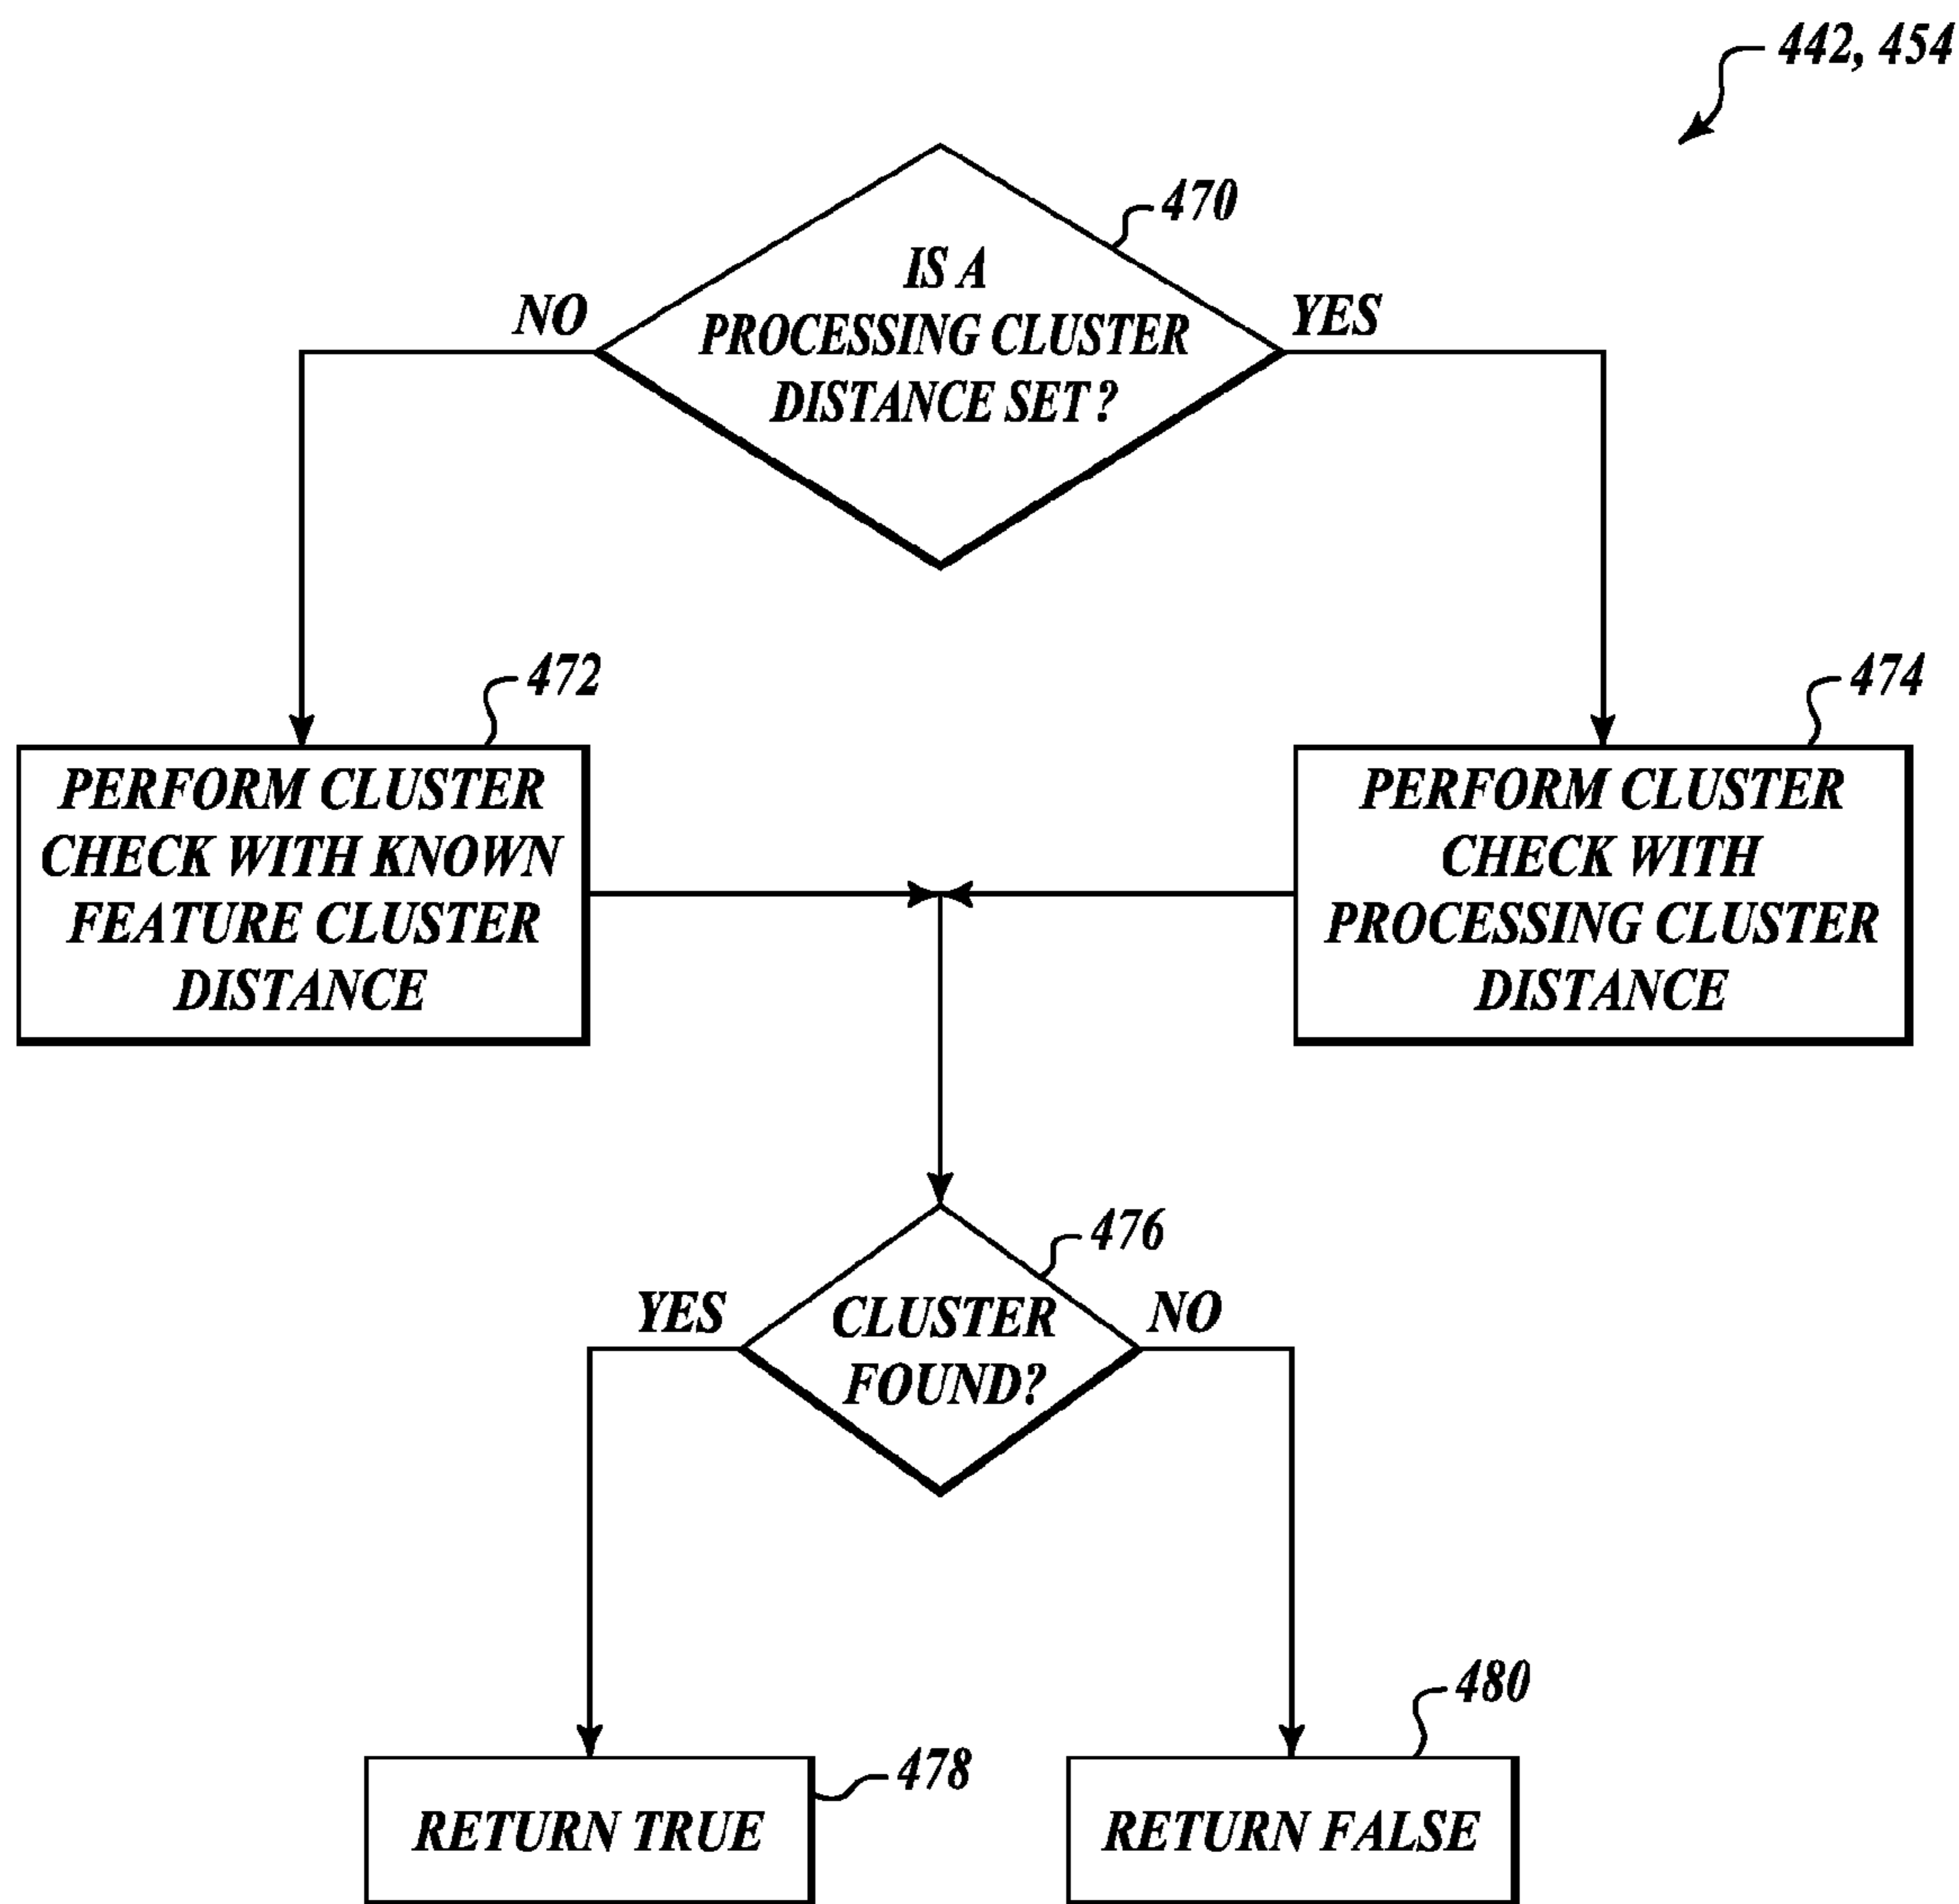 442, 454
470
IS A
PROCESSING CLUSTER
DISTANCE SET?
NO
YES
472
PERFORM CLUSTER
CHECK WITH KNOWN
FEATURE CLUSTER
DISTANCE
474
PERFORM CLUSTER
CHECK WITH
PROCESSING CLUSTER
DISTANCE
476
CLUSTER
FOUND?
YES
NO
478
RETURN TRUE
480
RETURN FALSE